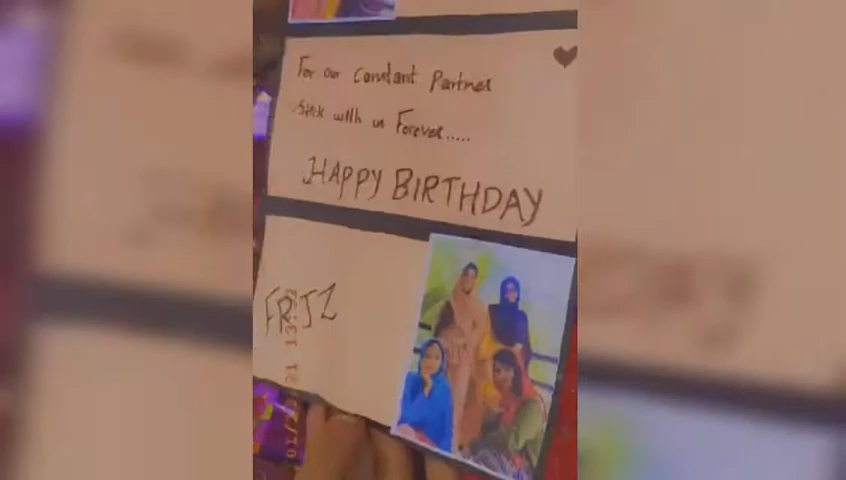 For our Constant Partner
Stick with us Forever.....
HAPPY BIRTHDAY
FRJZ